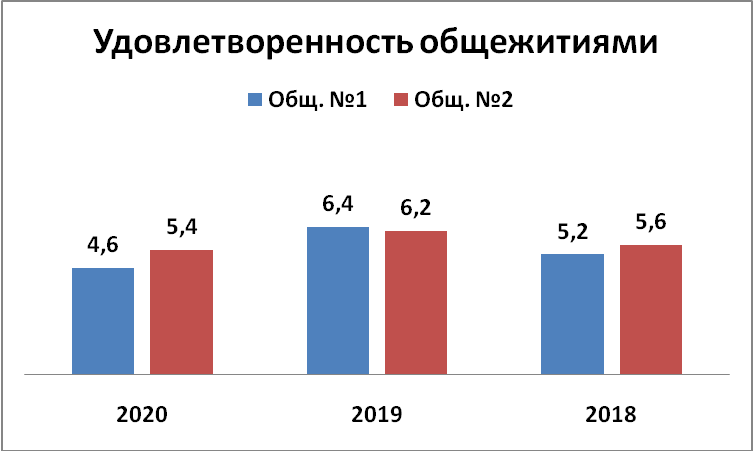 Удовлетворенность общежитиями
Общ. №1 Общ. №2
4,6 5,4 6,4 6,2 5,2 5,6
2020 2019 2018